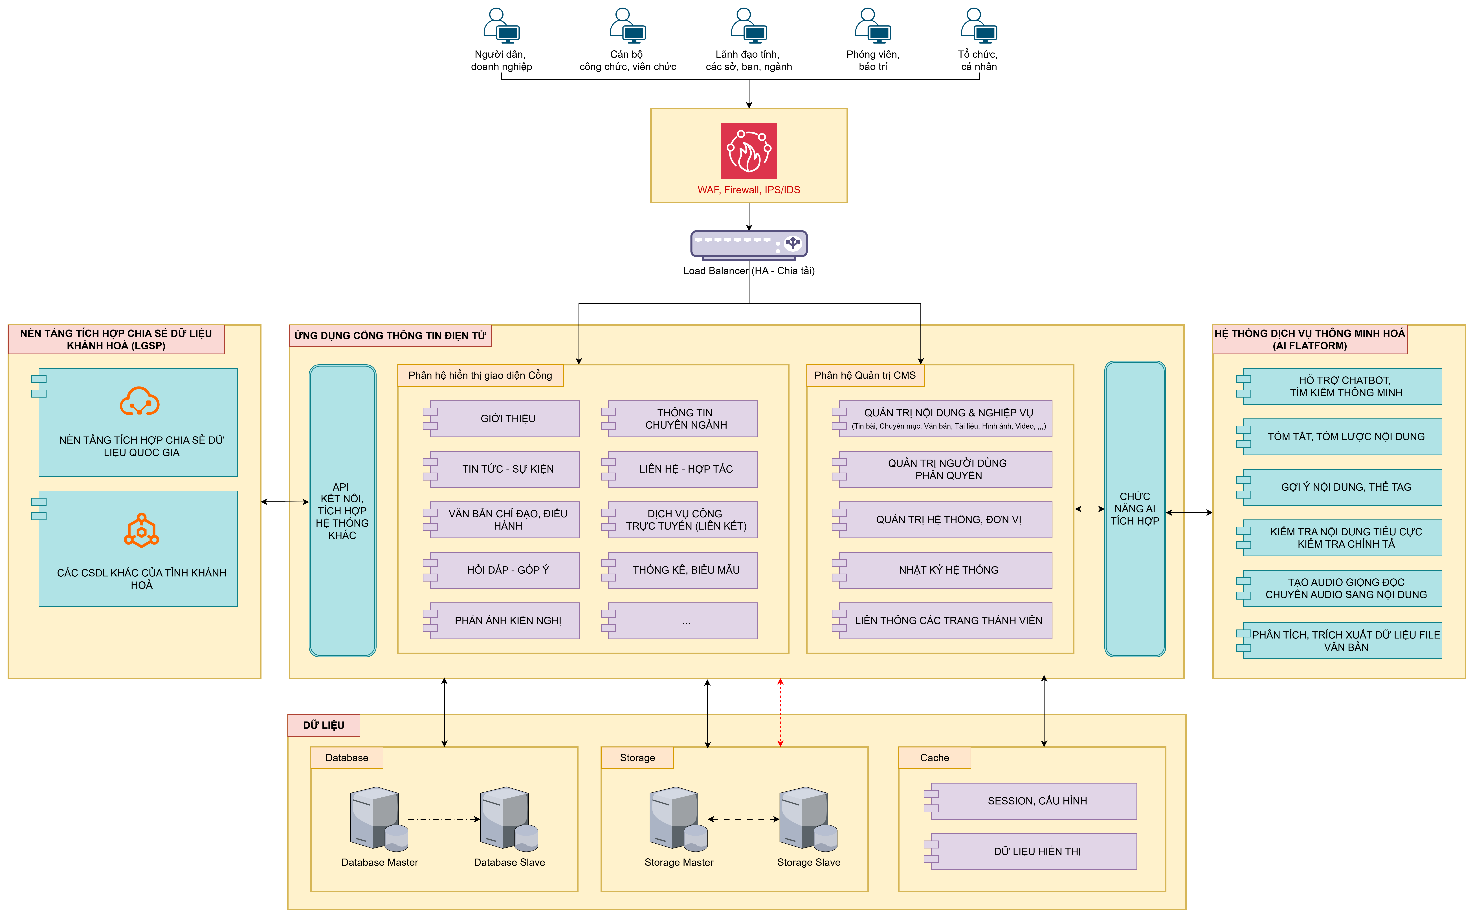 Người dân,
doanh nghiệp
Cán bộ
công chức, viên chức
Lãnh đạo tỉnh,
các sở, ban, ngành
Phóng viên,
báo trí
Tổ chức,
cá nhân
WAF, Firewall, IPS/IDS
Load Balancer (HA - Chia tải)
NỀN TẢNG TÍCH HỢP CHIA SẺ DỮ LIỆU
KHÁNH HOÀ (LGSP)
NỀN TẢNG TÍCH HỢP CHIA SẺ DỮ
LIỆU QUỐC GIA
CÁC CSDL KHÁC CỦA TỈNH KHÁNH
HOÀ
ỨNG DỤNG CỔNG THÔNG TIN ĐIỆN TỬ
API
KẾT NỐI,
TÍCH HỢP
HỆ THỐNG
KHÁC
Phân hệ hiển thị giao diện Cổng
GIỚI THIỆU
THÔNG TIN
CHUYÊN NGÀNH
TIN TỨC - SỰ KIỆN
LIÊN HỆ - HỢP TÁC
VĂN BẢN CHỈ ĐẠO, ĐIỀU
HÀNH
DỊCH VỤ CÔNG
TRỰC TUYẾN (LIÊN KẾT)
HỎI ĐÁP - GÓP Ý
THỐNG KÊ, BIỂU MẪU
PHẢN ÁNH KIẾN NGHỊ
...
Phân hệ Quản trị CMS
QUẢN TRỊ NỘI DUNG & NGHIỆP VỤ
(Tin bài, Chuyên mục, Văn bản, Tài liệu, Hình ảnh, Video, ,,,)
QUẢN TRỊ NGƯỜI DÙNG
PHÂN QUYỀN
QUẢN TRỊ HỆ THỐNG, ĐƠN VỊ
NHẬT KÝ HỆ THỐNG
LIÊN THÔNG CÁC TRANG THÀNH VIÊN
CHỨC
NĂNG AI
TÍCH HỢP
HỆ THỐNG DỊCH VỤ THÔNG MINH HOÁ
(AI FLATFORM)
HỖ TRỢ CHATBOT,
TÌM KIẾM THÔNG MINH
TÓM TẮT, TÓM LƯỢC NỘI DUNG
GỢI Ý NỘI DUNG, THẺ TAG
KIỂM TRA NỘI DUNG TIÊU CỰC
KIỂM TRA CHÍNH TẢ
TẠO AUDIO GIỌNG ĐỌC
CHUYỂN AUDIO SANG NỘI DUNG
PHÂN TÍCH, TRÍCH XUẤT DỮ LIỆU FILE
VĂN BẢN
DỮ LIỆU
Database
Database Master
Database Slave
Storage
Storage Master
Storage Slave
Cache
SESSION, CẤU HÌNH
DỮ LIỆU HIỂN THỊ